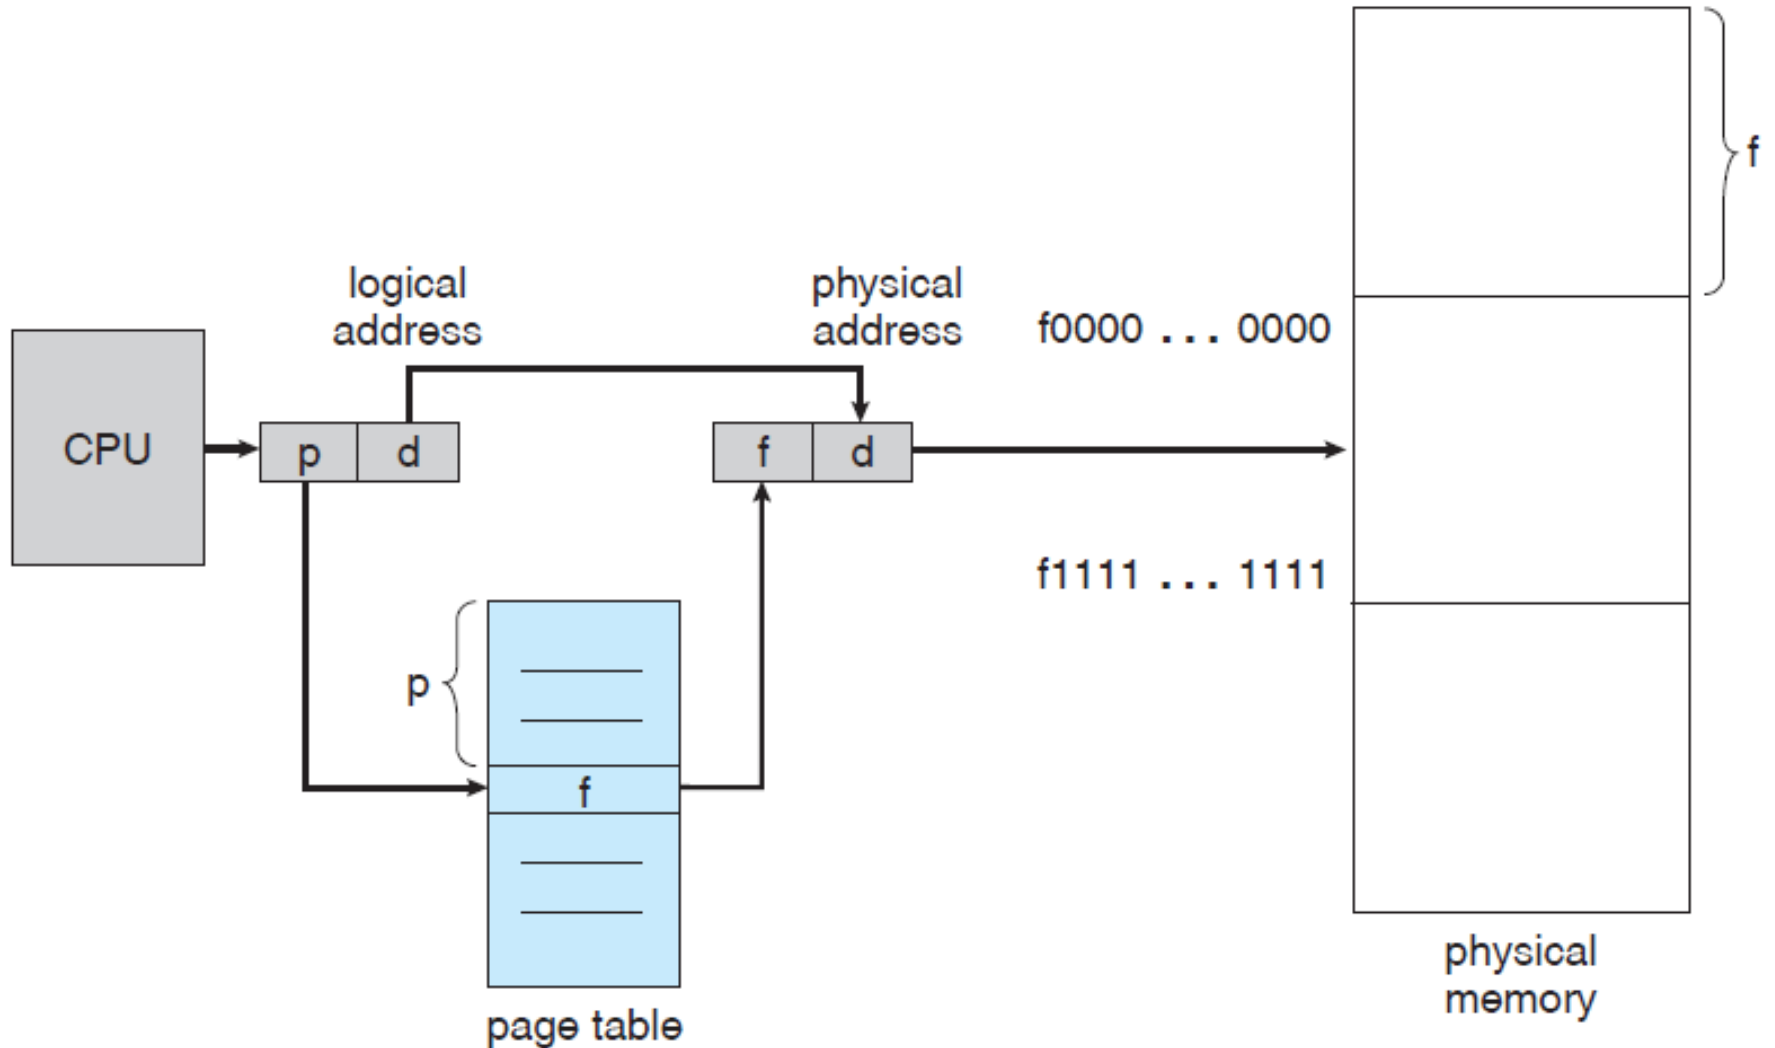 f
logical
address
physical
address
f0000 ... 0000
CPU
p
d
f
d
f1111 ... 1111
p
f
physical
memory
page table